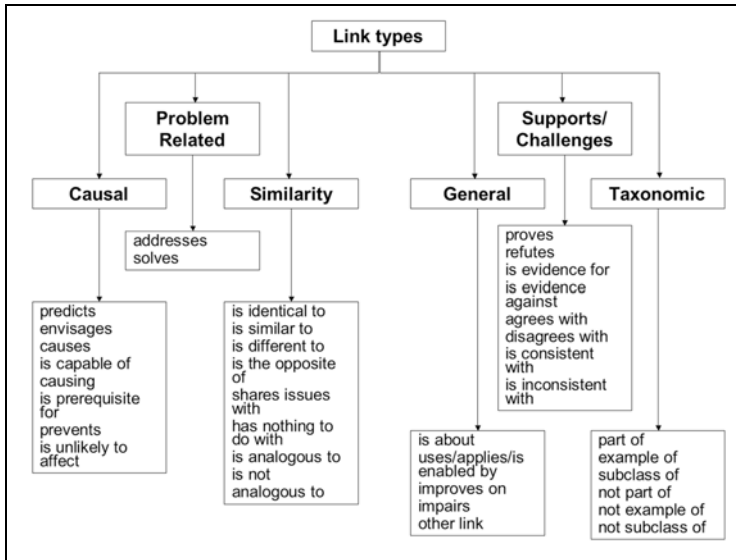 Link types
Problem
Related
Supports/
Challenges
Causal
Similarity
General
Taxonomic
addresses
solves
proves
refutes
is evidence for
is evidence
against
agrees with
disagrees with
is consistent
with
is inconsistent
with
predicts
envisages
causes
is capable of
causing
is prerequisite
for
prevents
is unlikely to
affect
is identical to
is similar to
is different to
is the opposite
of
shares issues
with
has nothing to
do with
is analogous to
is not
analogous to
is about
uses/applies/is
enabled by
improves on
impairs
other link
part of
example of
subclass of
not part of
not example of
not subclass of